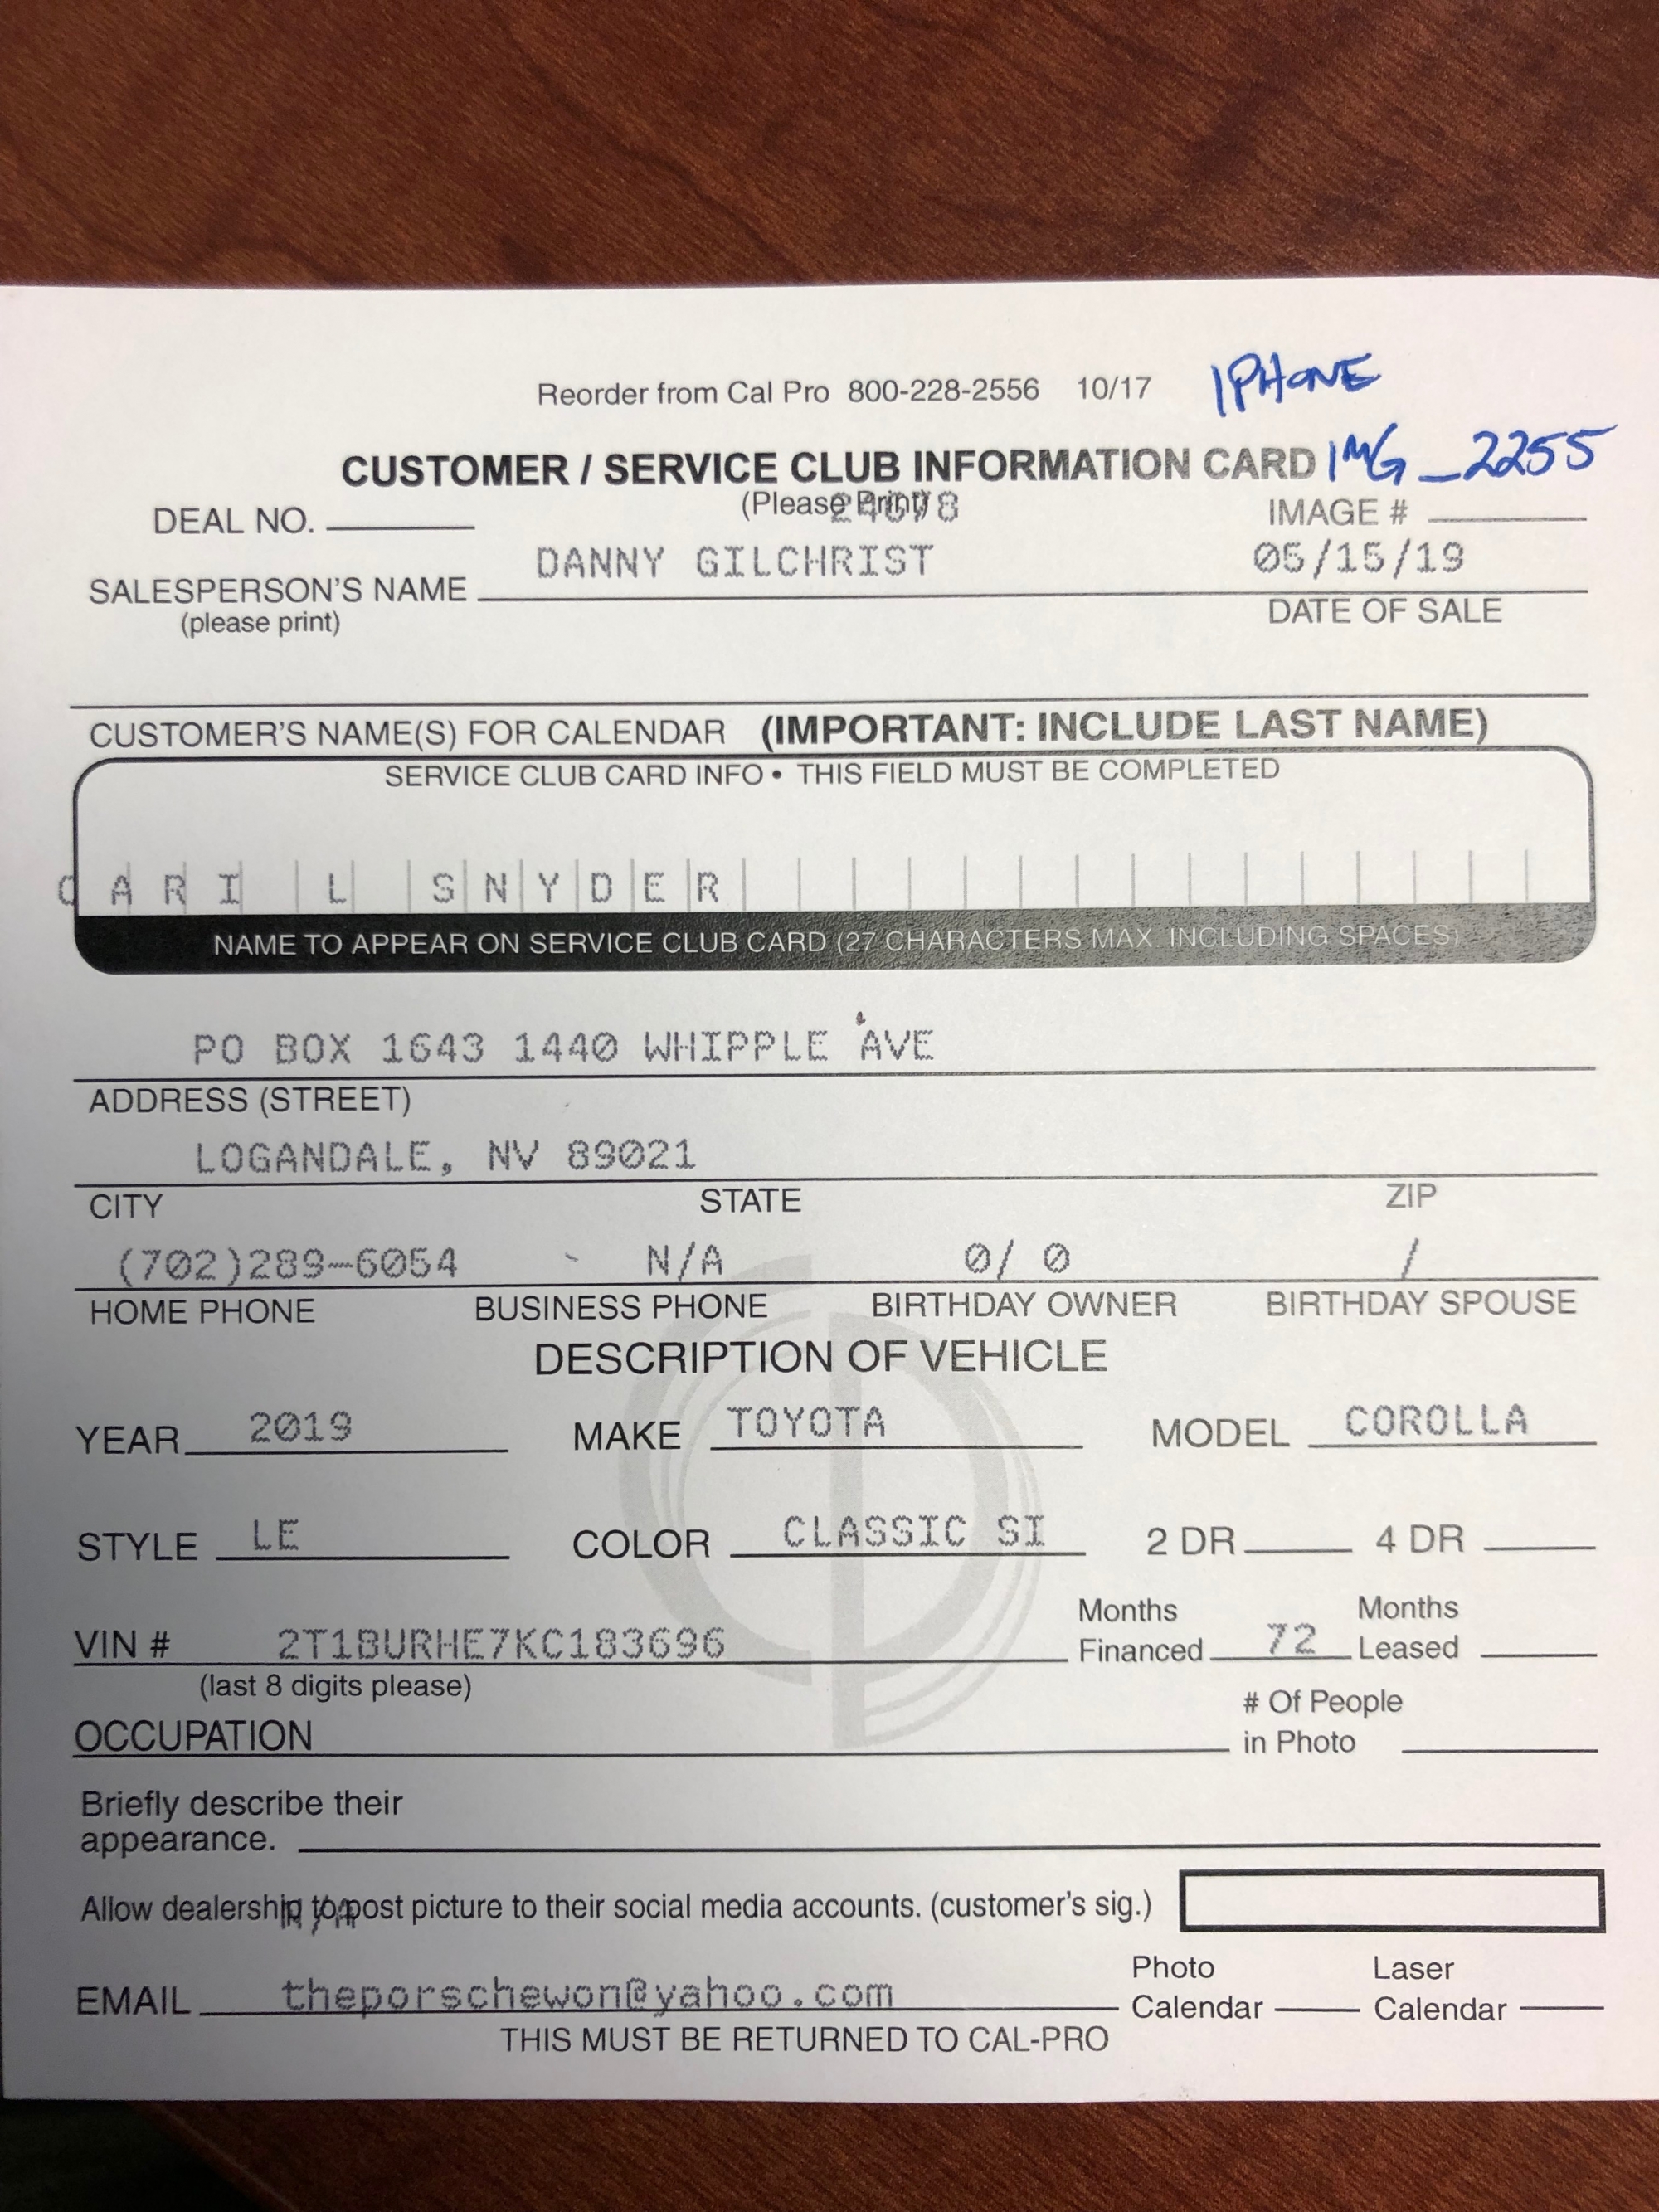 Reorder from Cal Pro 800-228-2556 10/17 IPHONE
CUSTOMER / SERVICE CLUB INFORMATION CARD IMG_2255
(Please Print)
DEAL NO. IMAGE #
DANNY GILCHRIST 05/15/19
SALESPERSON'S NAME DATE OF SALE
(please print)
CUSTOMER'S NAME(S) FOR CALENDAR (IMPORTANT: INCLUDE LAST NAME)
SERVICE CLUB CARD INFO • THIS FIELD MUST BE COMPLETED
CARI L SNYDER
NAME TO APPEAR ON SERVICE CLUB CARD (27 CHARACTERS MAX. INCLUDING SPACES)
PO BOX 1643 1440 WHIPPLE AVE
ADDRESS (STREET)
LOGANDALE, NV 89021
CITY STATE ZIP
(702)289-6054 N/A 0/ 0 /
HOME PHONE BUSINESS PHONE BIRTHDAY OWNER BIRTHDAY SPOUSE
DESCRIPTION OF VEHICLE
YEAR 2019 MAKE TOYOTA MODEL COROLLA
STYLE LE COLOR CLASSIC SI 2 DR 4 DR
VIN # 2T1BURHE7KC183696 Months Financed 72 Months Leased
(last 8 digits please)
OCCUPATION # Of People in Photo
Briefly describe their
appearance.
Allow dealership to post picture to their social media accounts. (customer's sig.)
N/A
EMAIL theporschewon@yahoo.com Photo Calendar Laser Calendar
THIS MUST BE RETURNED TO CAL-PRO